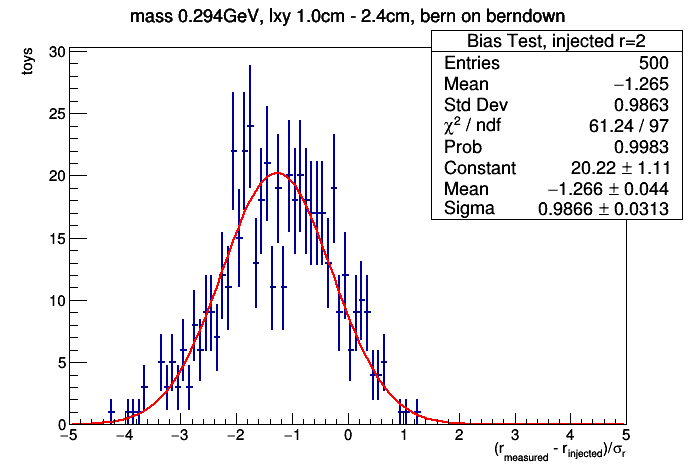 mass 0.294GeV, lxy 1.0cm - 2.4cm, bern on berndown
toys
Bias Test, injected r=2
Entries 500
Mean −1.265
Std Dev 0.9863
χ² / ndf 61.24 / 97
Prob 0.9983
Constant 20.22 ± 1.11
Mean −1.266 ± 0.044
Sigma 0.9866 ± 0.0313
30
25
20
15
10
5
0
−5 −4 −3 −2 −1 0 1 2 3 4 5
(r_measured - r_injected)/σ_r